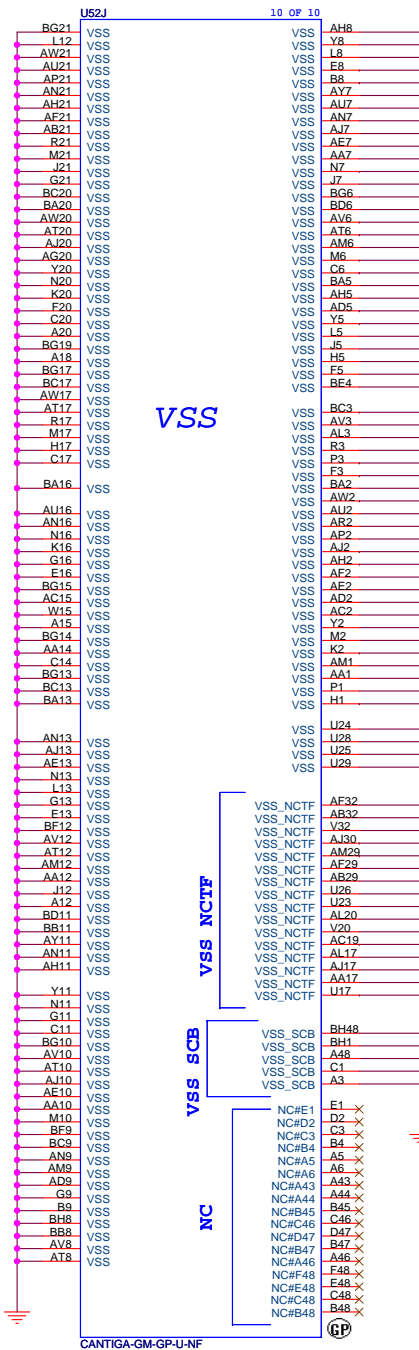 U52J
10 OF 10
BG21 VSS
L12 VSS
AW21 VSS
AU21 VSS
AP21 VSS
AN21 VSS
AH21 VSS
AF21 VSS
AB21 VSS
R21 VSS
M21 VSS
J21 VSS
G21 VSS
BC20 VSS
BA20 VSS
AW20 VSS
AT20 VSS
AJ20 VSS
AG20 VSS
Y20 VSS
N20 VSS
K20 VSS
F20 VSS
C20 VSS
A20 VSS
BG19 VSS
A18 VSS
BG17 VSS
BC17 VSS
AW17 VSS
AT17 VSS
R17 VSS
M17 VSS
H17 VSS
C17 VSS
BA16 VSS
AU16 VSS
AN16 VSS
N16 VSS
K16 VSS
G16 VSS
E16 VSS
BG15 VSS
AC15 VSS
W15 VSS
A15 VSS
BG14 VSS
AA14 VSS
C14 VSS
BG13 VSS
BC13 VSS
BA13 VSS
AN13 VSS
AJ13 VSS
AE13 VSS
N13 VSS
L13 VSS
G13 VSS
E13 VSS
BF12 VSS
AV12 VSS
AT12 VSS
AM12 VSS
AA12 VSS
J12 VSS
A12 VSS
BD11 VSS
BB11 VSS
AY11 VSS
AN11 VSS
AH11 VSS
Y11 VSS
N11 VSS
G11 VSS
C11 VSS
BG10 VSS
AV10 VSS
AT10 VSS
AJ10 VSS
AE10 VSS
AA10 VSS
M10 VSS
BF9 VSS
BC9 VSS
AN9 VSS
AM9 VSS
AD9 VSS
G9 VSS
B9 VSS
BH8 VSS
BB8 VSS
AV8 VSS
AT8 VSS
VSS
VSS AH8
VSS Y8
VSS L8
VSS E8
VSS B8
VSS AY7
VSS AU7
VSS AN7
VSS AJ7
VSS AE7
VSS AA7
VSS N7
VSS J7
VSS BG6
VSS BD6
VSS AV6
VSS AT6
VSS AM6
VSS M6
VSS C6
VSS BA5
VSS AH5
VSS AD5
VSS Y5
VSS L5
VSS J5
VSS H5
VSS F5
VSS BE4
VSS BC3
VSS AV3
VSS AL3
VSS R3
VSS P3
VSS F3
VSS BA2
VSS AW2
VSS AU2
VSS AR2
VSS AP2
VSS AJ2
VSS AH2
VSS AF2
VSS AE2
VSS AD2
VSS AC2
VSS Y2
VSS M2
VSS K2
VSS AM1
VSS AA1
VSS P1
VSS H1
VSS U24
VSS U28
VSS U25
VSS U29
VSS NCTF
VSS_NCTF AF32
VSS_NCTF AB32
VSS_NCTF V32
VSS_NCTF AJ30
VSS_NCTF AM29
VSS_NCTF AF29
VSS_NCTF AB29
VSS_NCTF U26
VSS_NCTF U23
VSS_NCTF AL20
VSS_NCTF V20
VSS_NCTF AC19
VSS_NCTF AL17
VSS_NCTF AJ17
VSS_NCTF AA17
VSS_NCTF U17
VSS SCB
VSS_SCB BH48
VSS_SCB BH1
VSS_SCB A48
VSS_SCB C1
VSS_SCB A3
NC
NC#E1 E1
NC#D2 D2
NC#C3 C3
NC#B4 B4
NC#A5 A5
NC#A6 A6
NC#A43 A43
NC#A44 A44
NC#B45 B45
NC#C46 C46
NC#D47 D47
NC#B47 B47
NC#A46 A46
NC#F48 F48
NC#E48 E48
NC#C48 C48
NC#B48 B48
GP
CANTIGA-GM-GP-U-NF